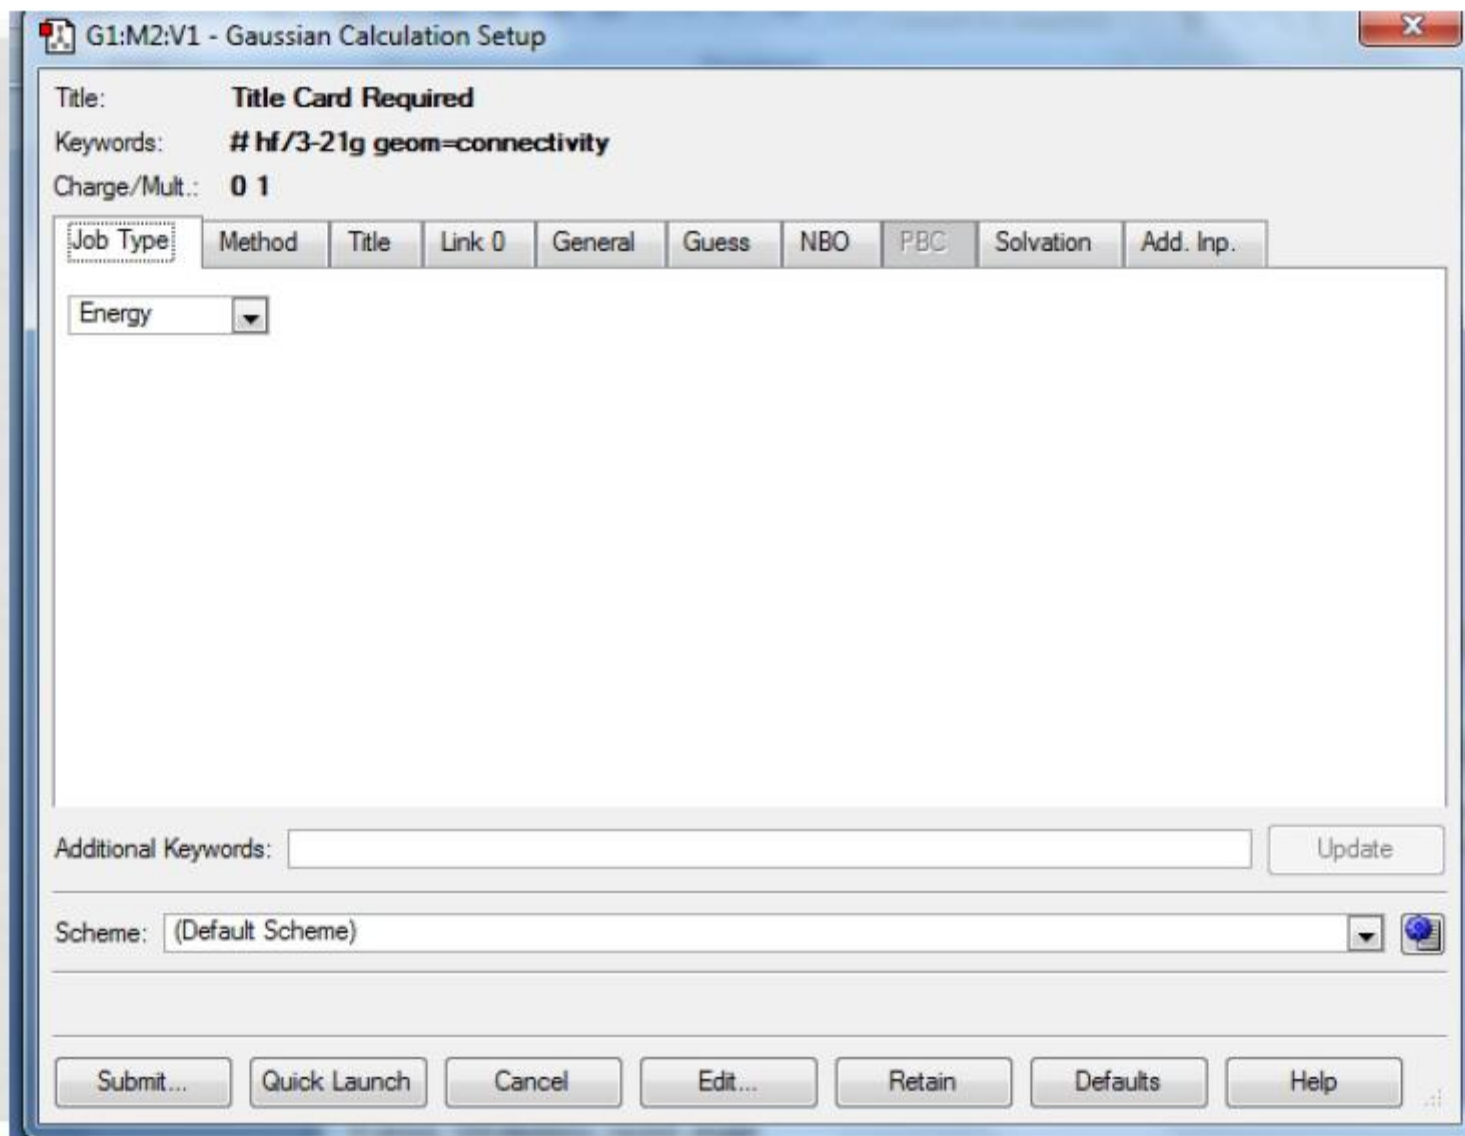 G1:M2:V1 - Gaussian Calculation Setup
Title: Title Card Required
Keywords: # hf/3-21g geom=connectivity
Charge/Mult.: 0 1
Job Type Method Title Link 0 General Guess NBO PBC Solvation Add. Inp.
Energy
Additional Keywords: Update
Scheme: (Default Scheme)
Submit... Quick Launch Cancel Edit... Retain Defaults Help